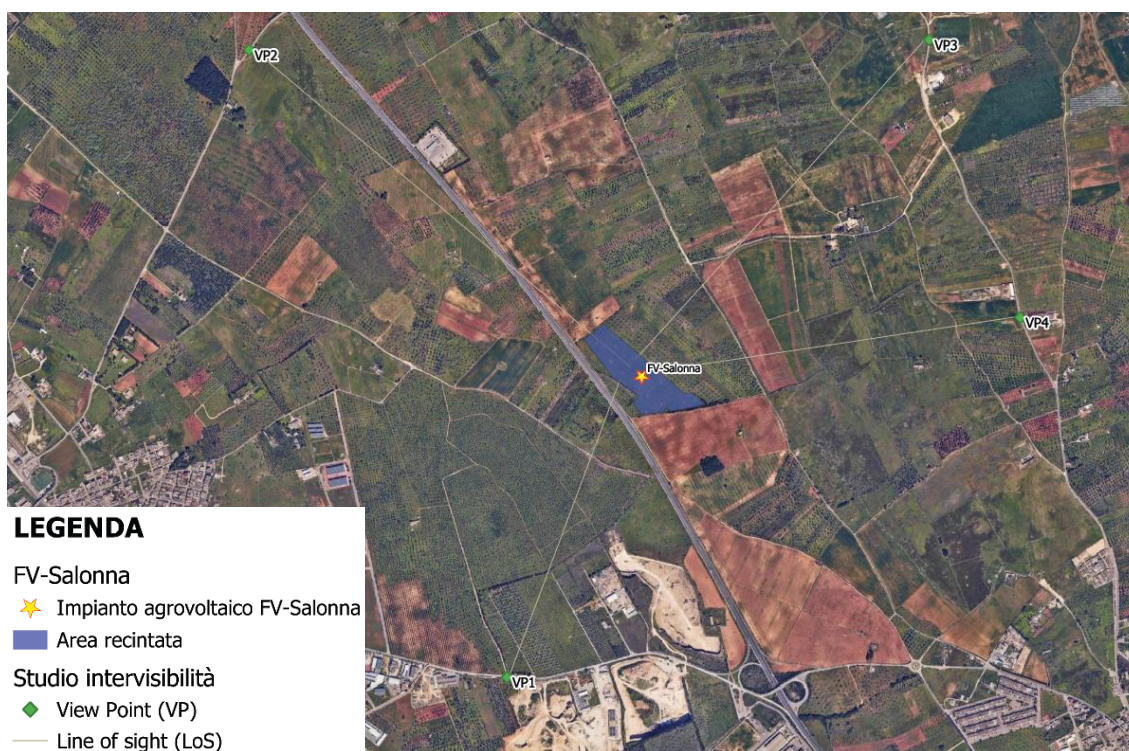 VP2
VP3
VP4
FV-Salonna
VP1
LEGENDA
FV-Salonna
Impianto agrovoltaico FV-Salonna
Area recintata
Studio intervisibilità
View Point (VP)
Line of sight (LoS)